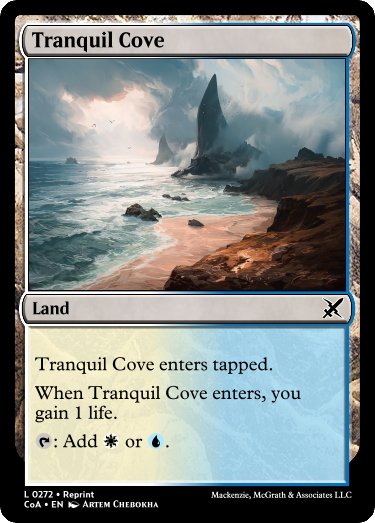 Tranquil Cove
Land
Tranquil Cove enters tapped.
When Tranquil Cove enters, you
gain 1 life.
: Add or .
L 0272 • Reprint
CoA • EN Artem Chebokha
Mackenzie, McGrath & Associates LLC